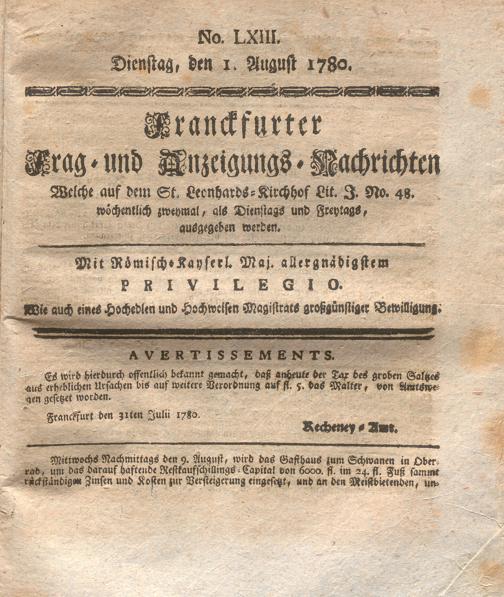 No. LXIII.
Dienstag, den 1. August 1780.
Franckfurter
Frag- und Anzeigungs-Nachrichten
Welche auf dem St. Leonhards-Kirchhof Lit. J. No. 48.
wöchentlich zweymal, als Dienstags und Freytags,
ausgegeben werden.
Mit Römisch-Kayserl. Maj. allergnädigstem
PRIVILEGIO.
Wie auch eines Hochedlen und Hochweisen Magistrats großgünstiger Bewilligung.
AVERTISSEMENTS.
Es wird hierdurch offentlich bekannt gemacht, daß anheute der Tax des groben Saltzes
aus erheblichen Ursachen bis auf weitere Verordnung auf fl. 5. das Malter, von Amtswe-
gen gesetzet worden.
Franckfurt den 31ten Julii 1780.
Recheney-Amt.
Mittwochs Nachmittags den 9. August, wird das Gasthaus zum Schwanen in Ober-
rad, um das darauf haftende Restkaufschillings-Capital von 6000. fl. im 24. fl. Fuß sammt
rückständigen Zinsen und Kosten zur Versteigerung eingesetzt, und an den Meistbietenden, un-